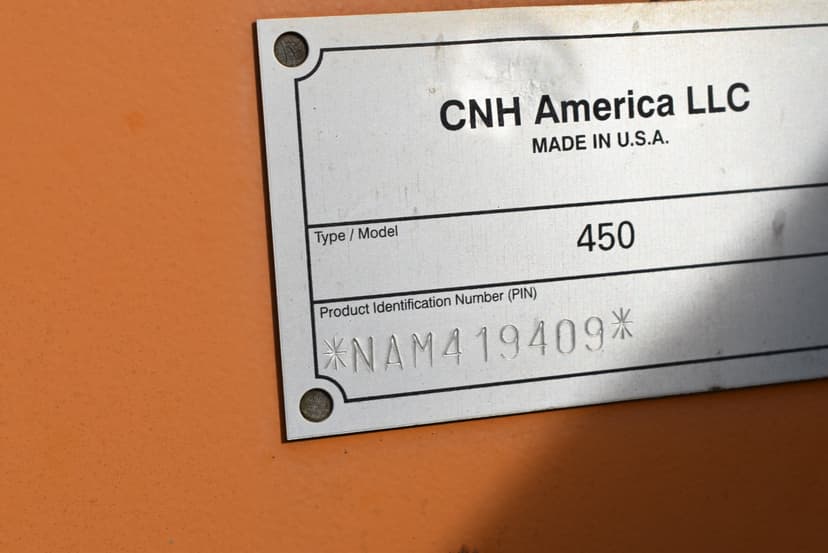 CNH America LLC
MADE IN U.S.A.
Type / Model
450
Product Identification Number (PIN)
*NAM419409*